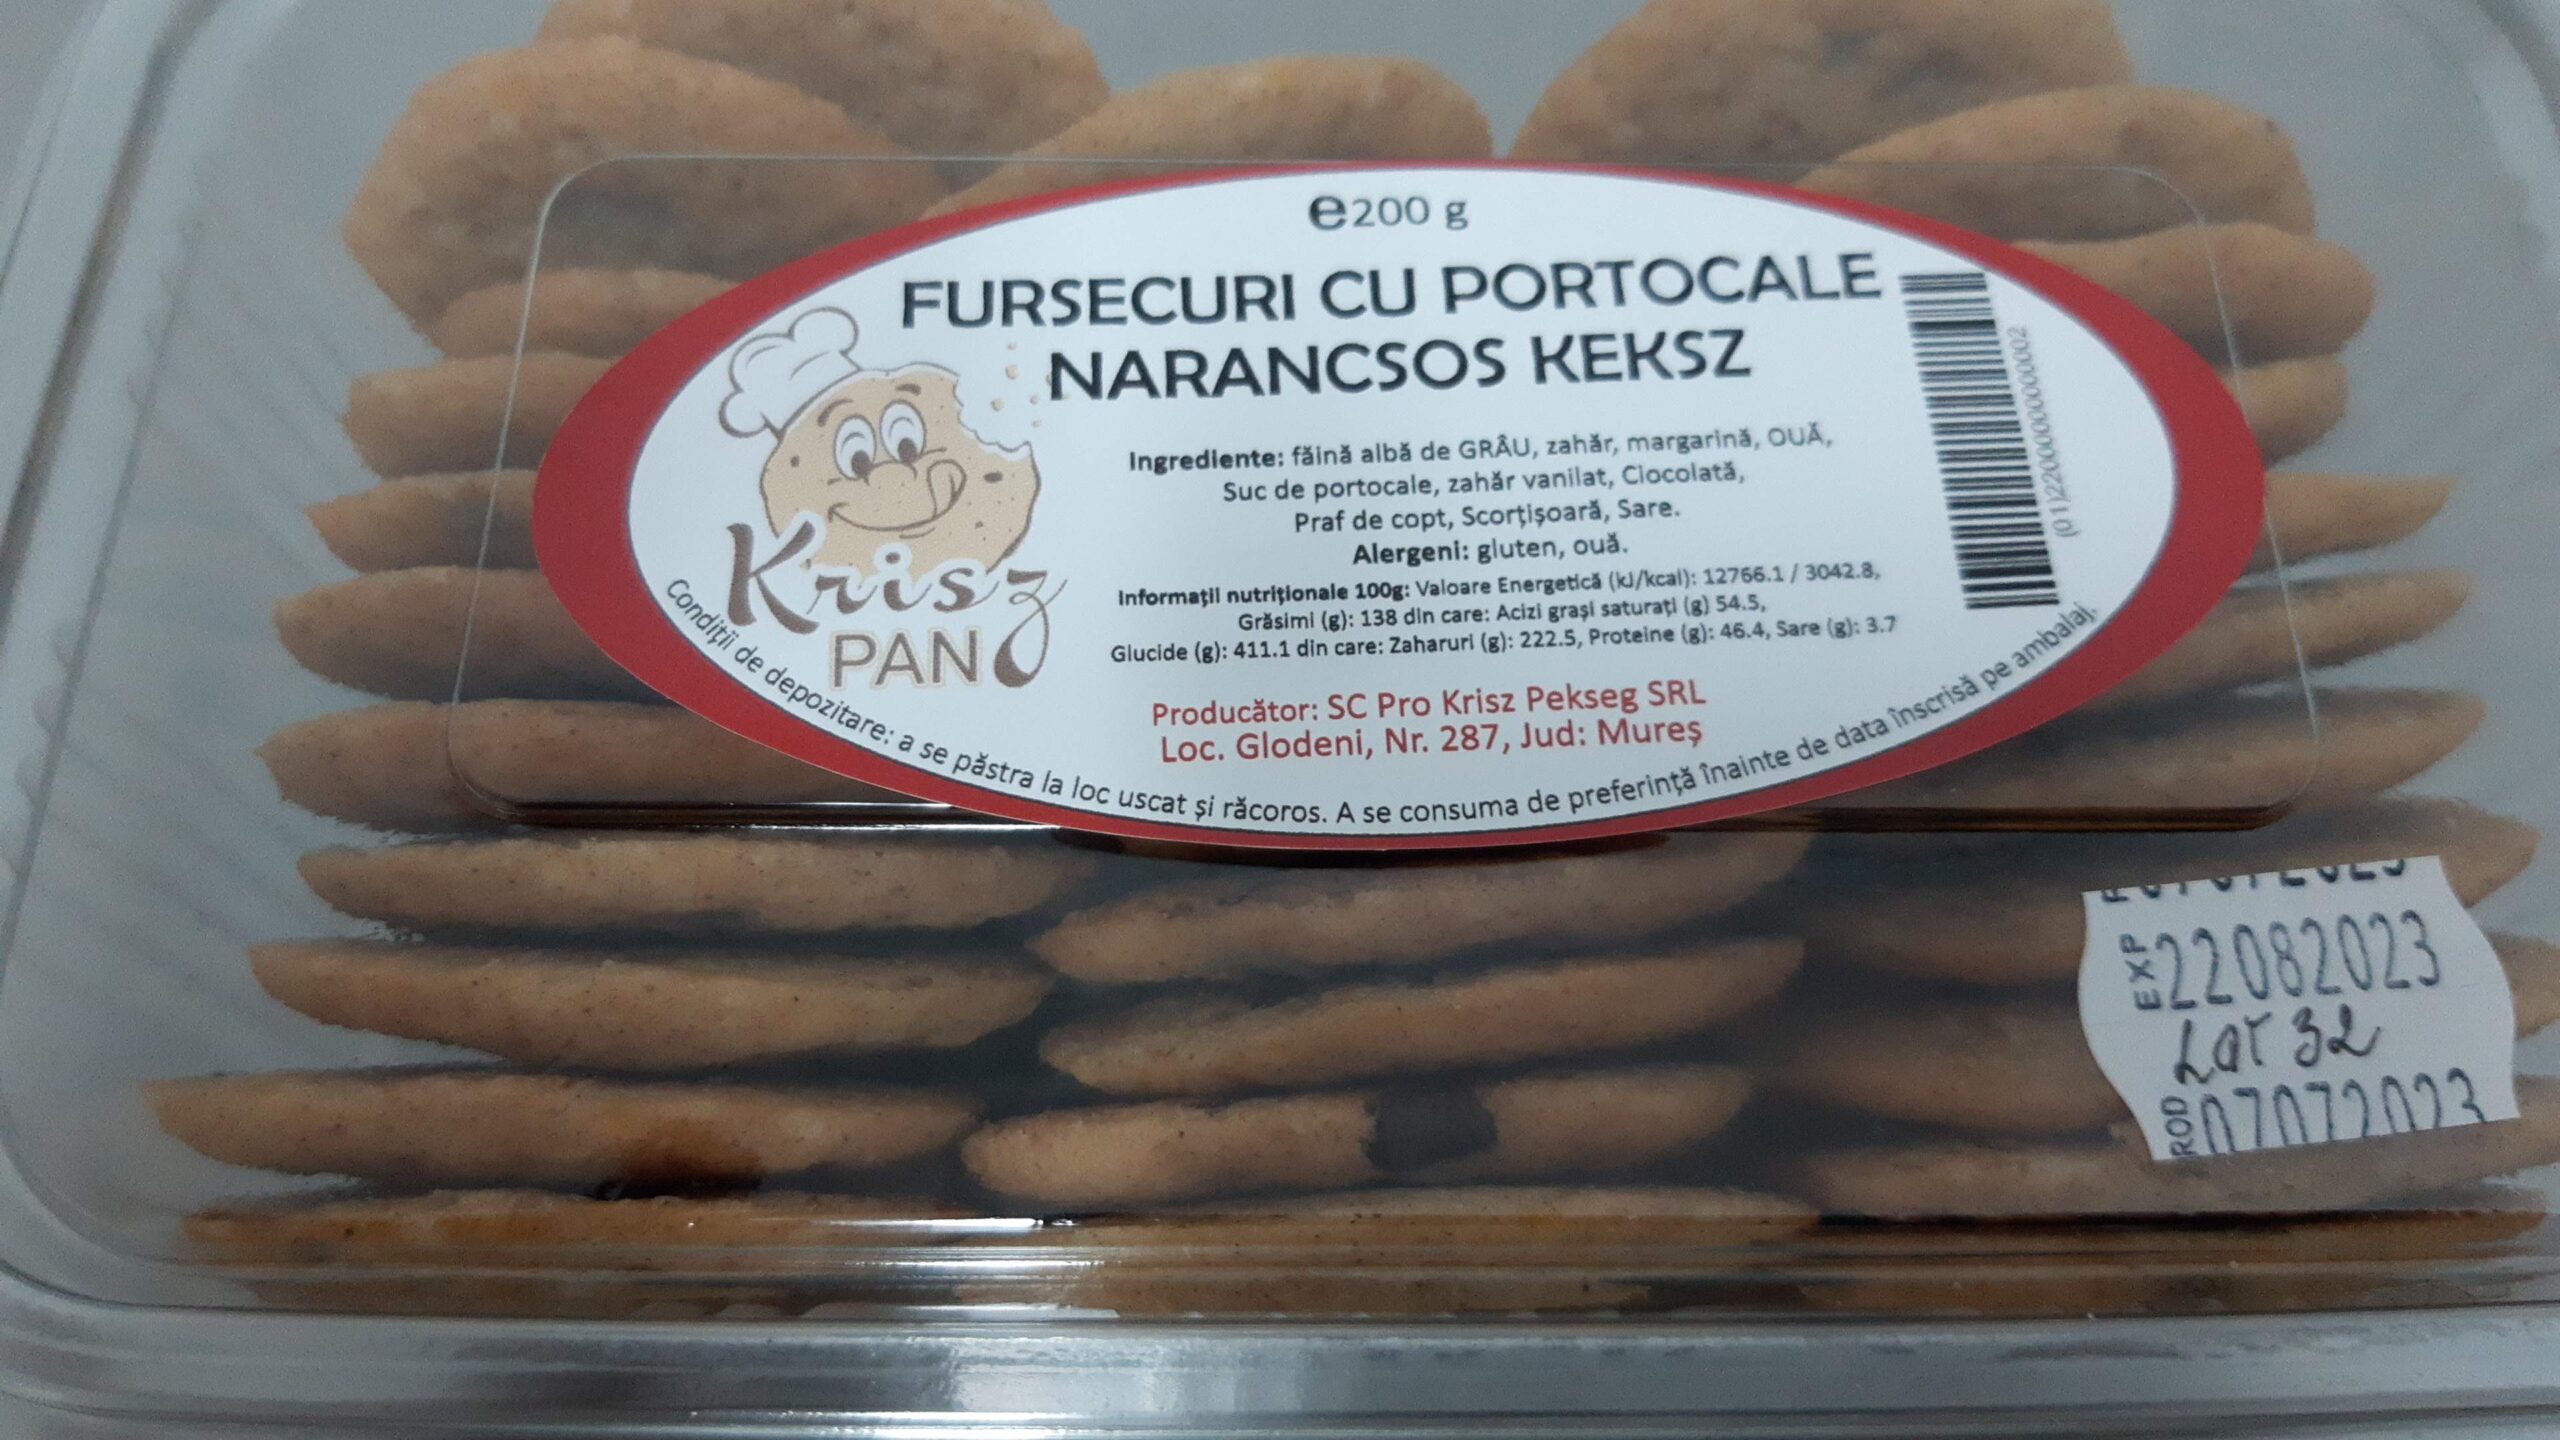 e200 g
FURSECURI CU PORTOCALE
NARANCSOS KEKSZ
Ingrediente: făină albă de GRÂU, zahăr, margarină, OUĂ,
Suc de portocale, zahăr vanilat, Ciocolată,
Praf de copt, Scorțișoară, Sare.
Alergeni: gluten, ouă.
Informații nutriționale 100g: Valoare Energetică (kJ/kcal): 12766.1 / 3042.8,
Grăsimi (g): 138 din care: Acizi grași saturați (g) 54.5,
Glucide (g): 411.1 din care: Zaharuri (g): 222.5, Proteine (g): 46.4, Sare (g): 3.7
Producător: SC Pro Krisz Pekseg SRL
Loc. Glodeni, Nr. 287, Jud: Mureș
Krisz
PAN
Condiții de depozitare: a se păstra la loc uscat și răcoros. A se consuma de preferință înainte de data înscrisă pe ambalaj.
EXP 22082023
Lot 32
ROD 07072023